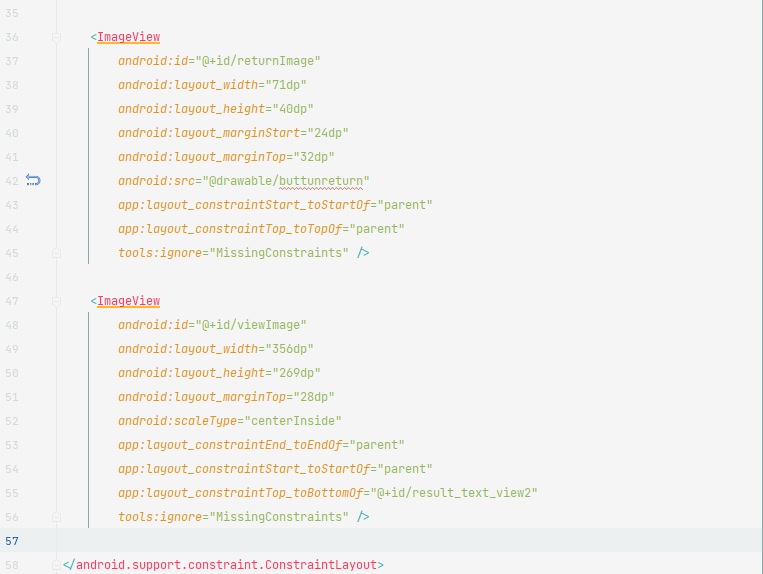 35
36 <ImageView
37 android:id="@+id/returnImage"
38 android:layout_width="71dp"
39 android:layout_height="40dp"
40 android:layout_marginStart="24dp"
41 android:layout_marginTop="32dp"
42 android:src="@drawable/buttunreturn"
43 app:layout_constraintStart_toStartOf="parent"
44 app:layout_constraintTop_toTopOf="parent"
45 tools:ignore="MissingConstraints" />
46
47 <ImageView
48 android:id="@+id/viewImage"
49 android:layout_width="356dp"
50 android:layout_height="269dp"
51 android:layout_marginTop="28dp"
52 android:scaleType="centerInside"
53 app:layout_constraintEnd_toEndOf="parent"
54 app:layout_constraintStart_toStartOf="parent"
55 app:layout_constraintTop_toBottomOf="@+id/result_text_view2"
56 tools:ignore="MissingConstraints" />
57
58 </android.support.constraint.ConstraintLayout>